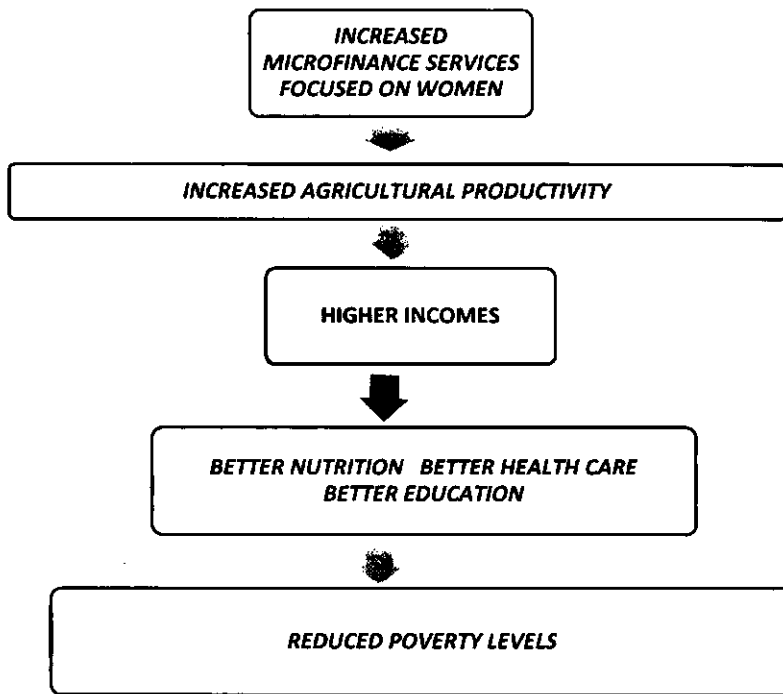 INCREASED
MICROFINANCE SERVICES
FOCUSED ON WOMEN
INCREASED AGRICULTURAL PRODUCTIVITY
HIGHER INCOMES
BETTER NUTRITION BETTER HEALTH CARE
BETTER EDUCATION
REDUCED POVERTY LEVELS